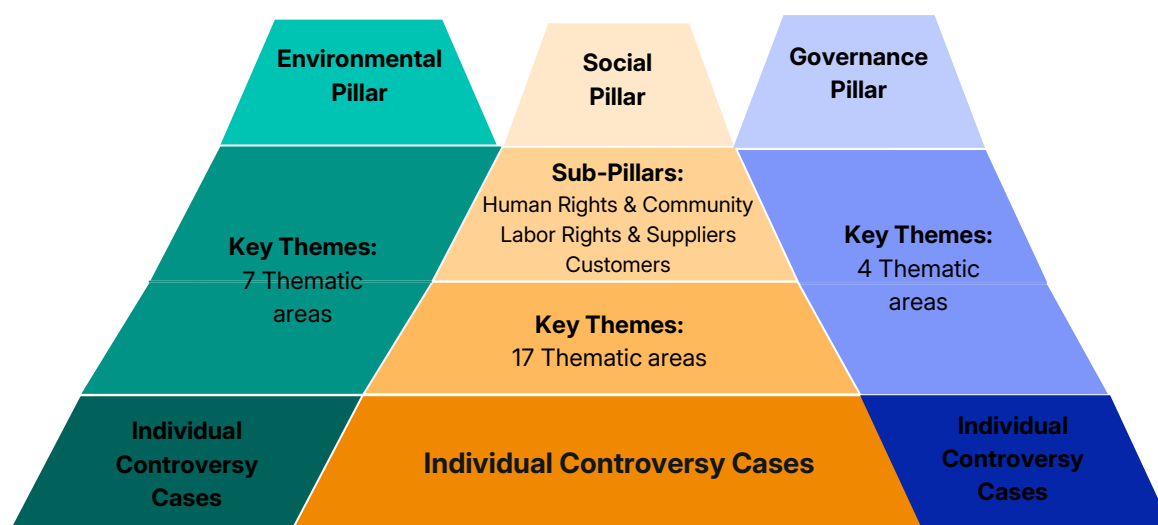 Environmental
Pillar
Social
Pillar
Governance
Pillar
Sub-Pillars:
Human Rights & Community
Labor Rights & Suppliers
Customers
Key Themes:
7 Thematic
areas
Key Themes:
4 Thematic
areas
Key Themes:
17 Thematic areas
Individual
Controversy
Cases
Individual Controversy Cases
Individual
Controversy
Cases